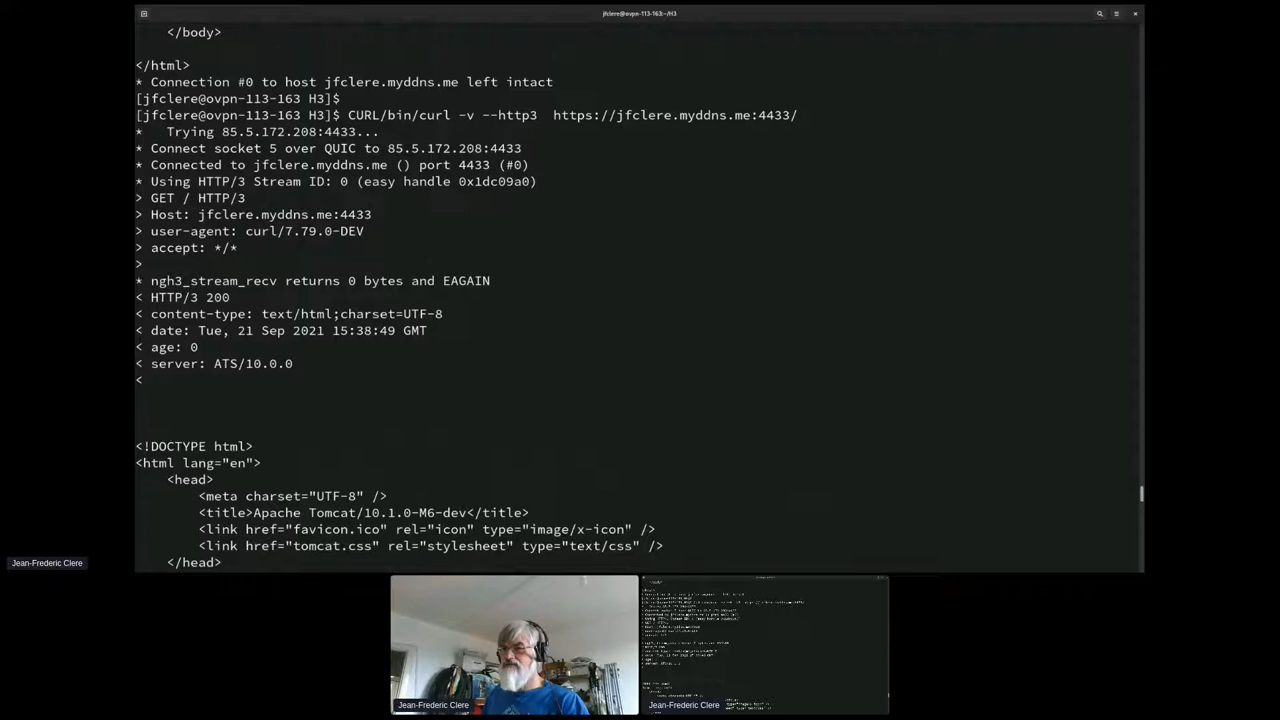 jfclere@ovpn-113-163:~/H3
</body>
</html>
* Connection #0 to host jfclere.myddns.me left intact
[jfclere@ovpn-113-163 H3]$
[jfclere@ovpn-113-163 H3]$ CURL/bin/curl -v --http3  https://jfclere.myddns.me:4433/
*   Trying 85.5.172.208:4433...
* Connect socket 5 over QUIC to 85.5.172.208:4433
* Connected to jfclere.myddns.me () port 4433 (#0)
* Using HTTP/3 Stream ID: 0 (easy handle 0x1dc09a0)
> GET / HTTP/3
> Host: jfclere.myddns.me:4433
> user-agent: curl/7.79.0-DEV
> accept: */*
>
* ngh3_stream_recv returns 0 bytes and EAGAIN
< HTTP/3 200
< content-type: text/html;charset=UTF-8
< date: Tue, 21 Sep 2021 15:38:49 GMT
< age: 0
< server: ATS/10.0.0
<
<!DOCTYPE html>
<html lang="en">
<head>
<meta charset="UTF-8" />
<title>Apache Tomcat/10.1.0-M6-dev</title>
<link href="favicon.ico" rel="icon" type="image/x-icon" />
<link href="tomcat.css" rel="stylesheet" type="text/css" />
</head>
Jean-Frederic Clere
Jean-Frederic Clere
Jean-Frederic Clere